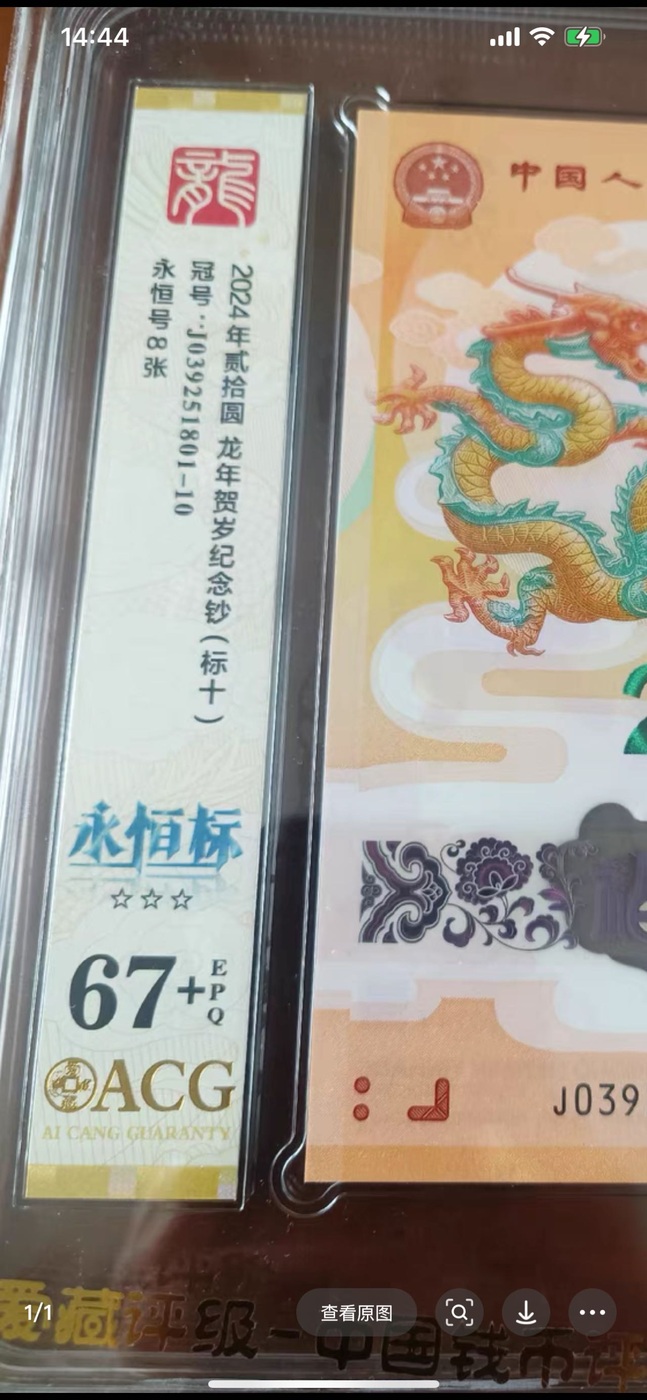 14:44
龍
2024年贰拾圆 龙年贺岁纪念钞(标十)
冠号:J039251801-10
永恒号8张
永恒标
☆☆☆
67+EPQ
ACG
AI CANG GUARANTY
中国人
J039
爱藏评级-中国钱币评
1/1
查看原图